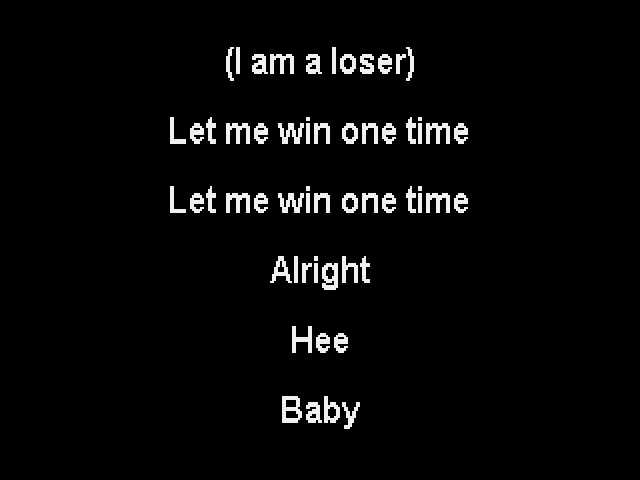 (I am a loser)
Let me win one time
Let me win one time
Alright
Hee
Baby